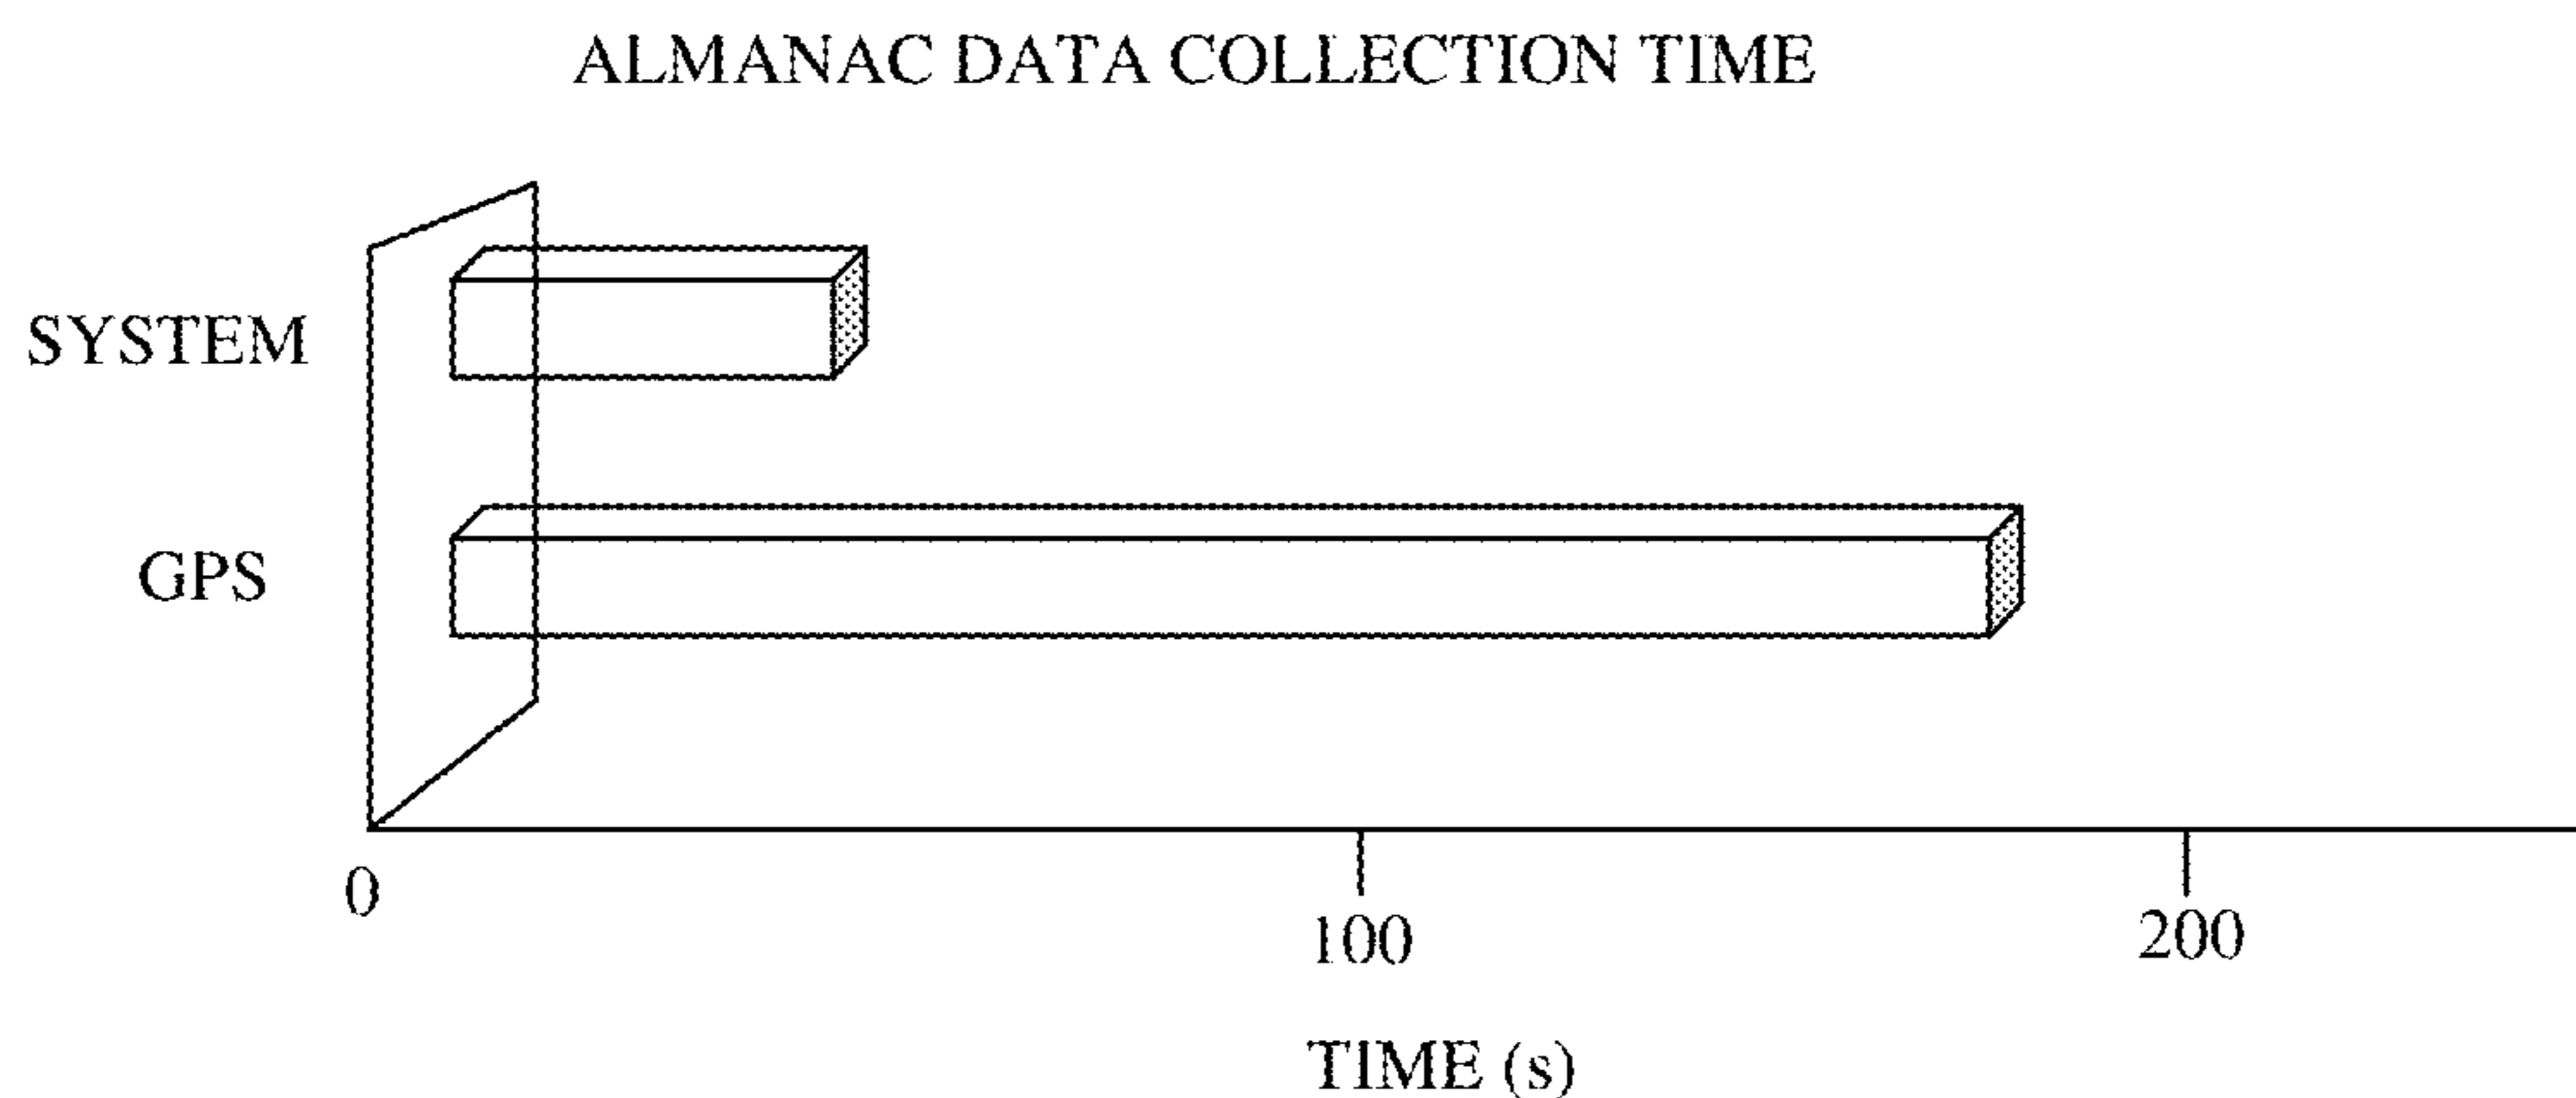 ALMANAC DATA COLLECTION TIME
SYSTEM
GPS
0
100
200
TIME (s)